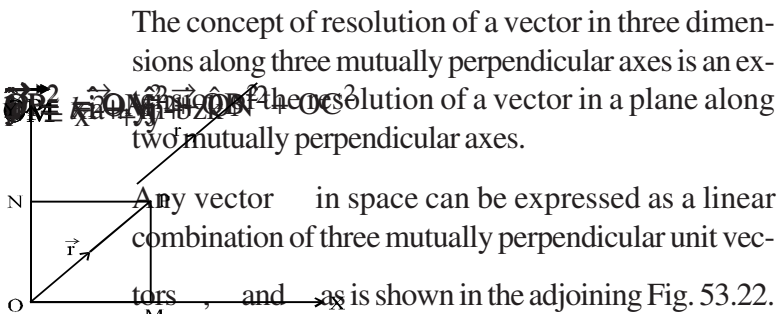 The concept of resolution of a vector in three dimen-
sions along three mutually perpendicular axes is an ex-
tension of the resolution of a vector in a plane along
two mutually perpendicular axes.
r
N
P
Any vector in space can be expressed as a linear
r
combination of three mutually perpendicular unit vec-
tors , and as is shown in the adjoining Fig. 53.22.
O
M
X